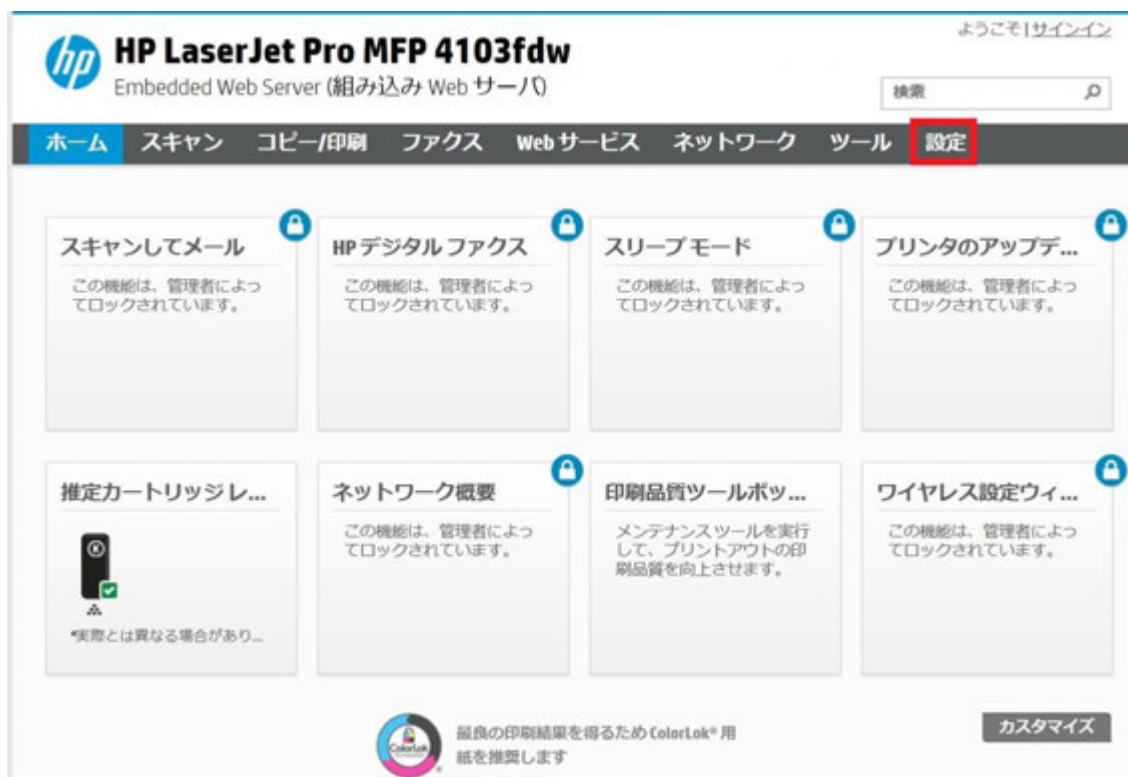 ようこそ|サインイン
hp
HP LaserJet Pro MFP 4103fdw
Embedded Web Server (組み込み Web サーバ)
検索
ホーム スキャン コピー/印刷 ファクス Web サービス ネットワーク ツール 設定
スキャンしてメール
この機能は、管理者によっ
てロックされています。
HP デジタル ファクス
この機能は、管理者によっ
てロックされています。
スリープ モード
この機能は、管理者によっ
てロックされています。
プリンタのアップデ...
この機能は、管理者によっ
てロックされています。
推定カートリッジ レ...
K
*実際とは異なる場合があり...
ネットワーク概要
この機能は、管理者によっ
てロックされています。
印刷品質ツールボッ...
メンテナンス ツールを実行
して、プリントアウトの印
刷品質を向上させます。
ワイヤレス設定ウィ...
この機能は、管理者によっ
てロックされています。
ColorLok
最良の印刷結果を得るため ColorLok® 用
紙を推奨します
カスタマイズ